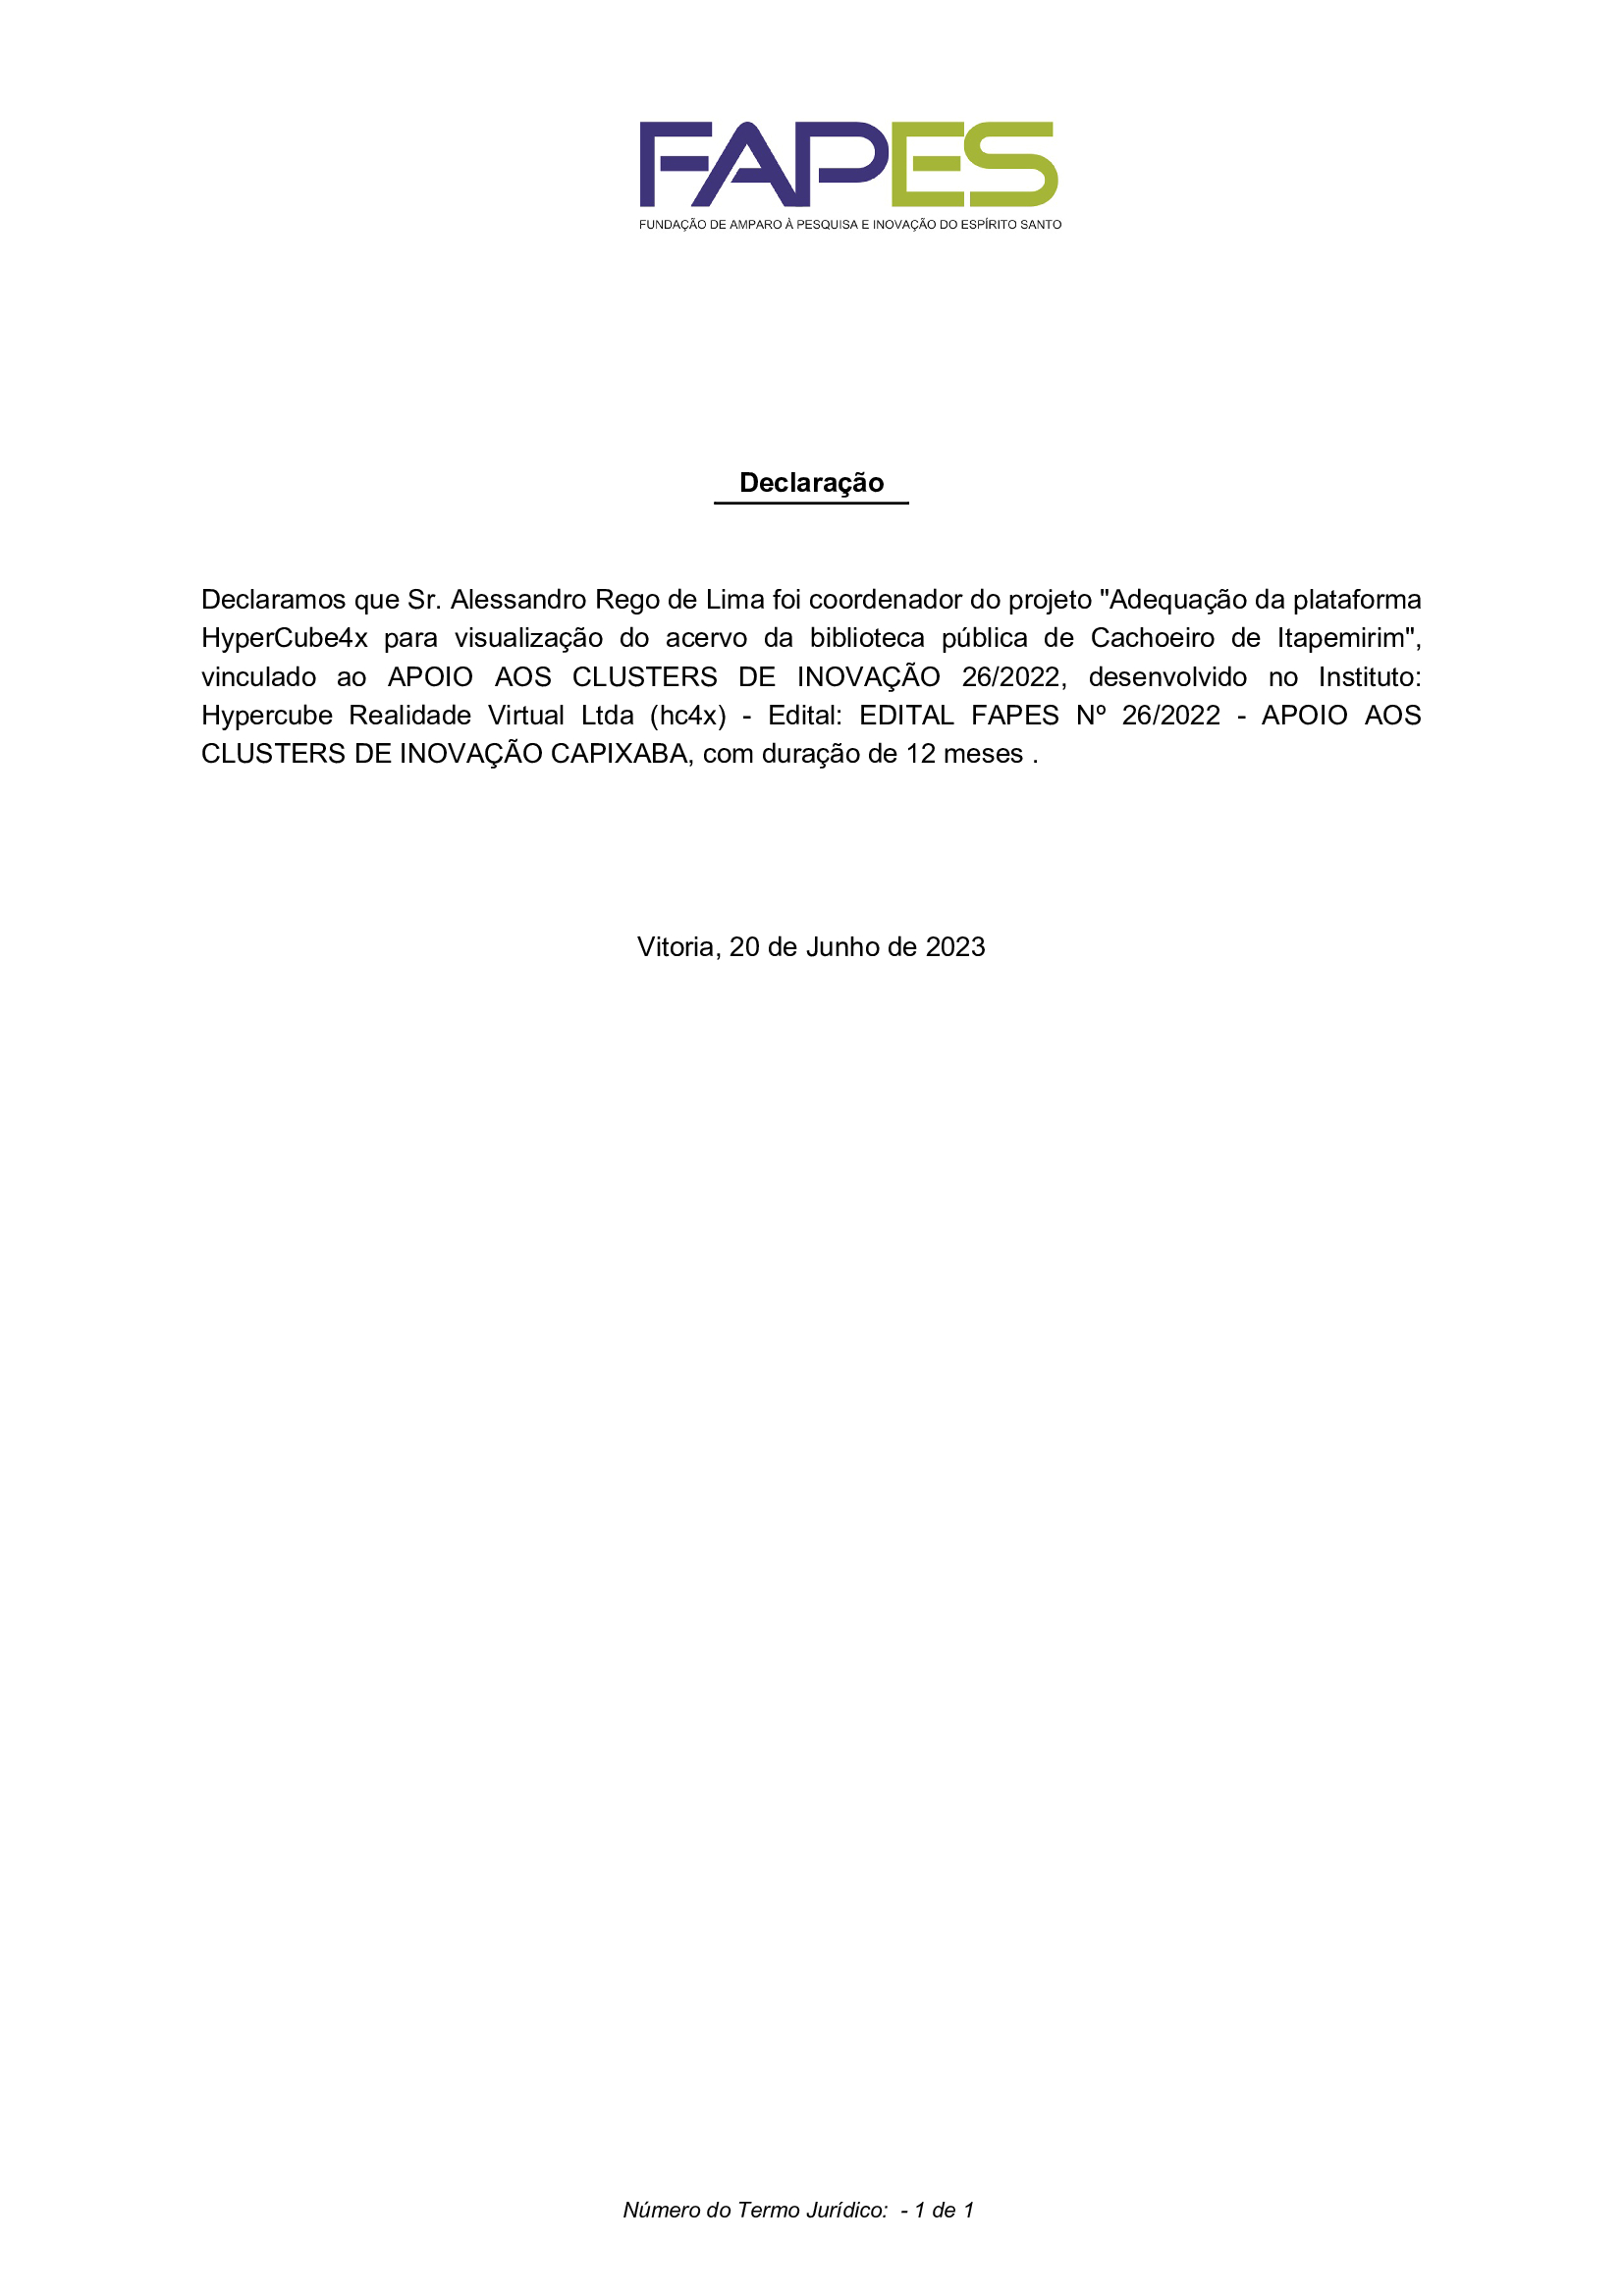 FAPES
FUNDAÇÃO DE AMPARO À PESQUISA E INOVAÇÃO DO ESPÍRITO SANTO
Declaração
Declaramos que Sr. Alessandro Rego de Lima foi coordenador do projeto "Adequação da plataforma
HyperCube4x para visualização do acervo da biblioteca pública de Cachoeiro de Itapemirim",
vinculado ao APOIO AOS CLUSTERS DE INOVAÇÃO 26/2022, desenvolvido no Instituto:
Hypercube Realidade Virtual Ltda (hc4x) - Edital: EDITAL FAPES Nº 26/2022 - APOIO AOS
CLUSTERS DE INOVAÇÃO CAPIXABA, com duração de 12 meses .
Vitoria, 20 de Junho de 2023
Número do Termo Jurídico:  - 1 de 1